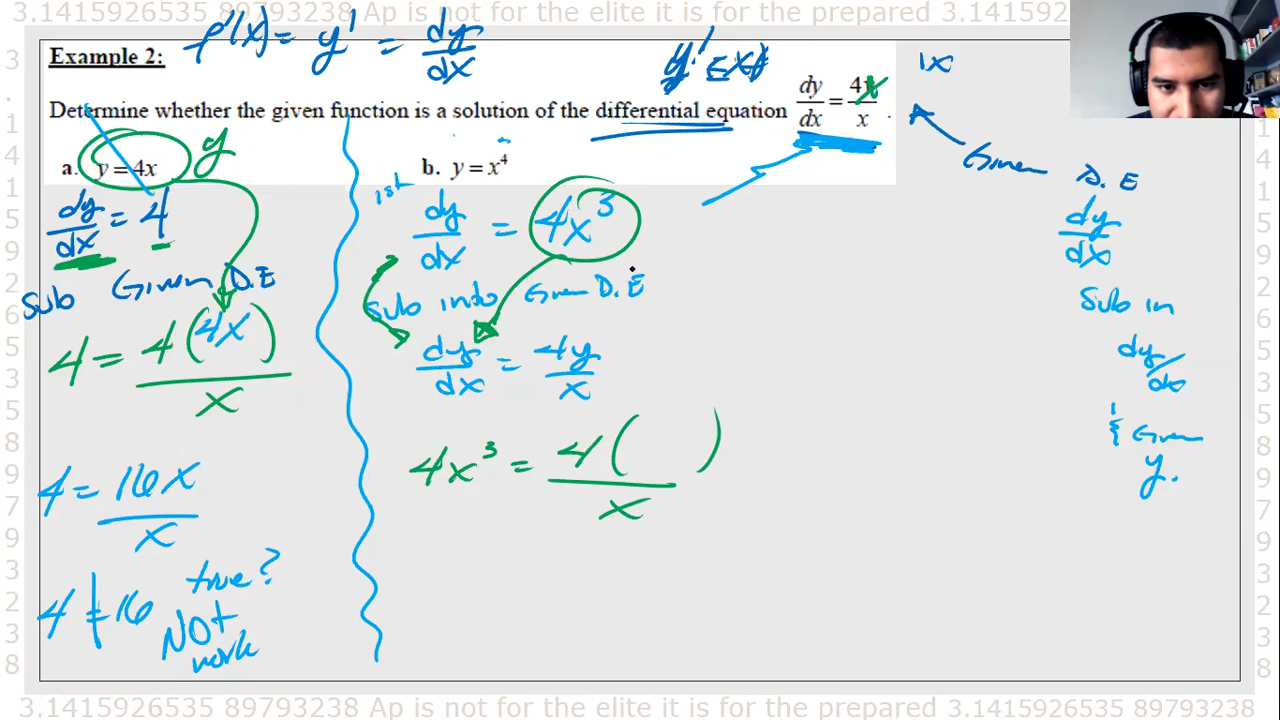 3.1415926535 89793238 Ap is not for the elite it is for the prepared 3.1415926535 89793238
f'(x) = y' = dy/dx
Example 2:
Determine whether the given function is a solution of the differential equation dy/dx = 4y/x .
1x
Given D.E
dy/dx
Sub in
dy/dx
& Given
y.
a. y = 4x
y
dy/dx = 4
Sub Given D.E
4 = 4(4x)/x
4 = 16x/x
4 ≠ 16 true?
Not
work
b. y = x⁴
1st
dy/dx = 4x³
Sub into Given D.E
dy/dx = 4y/x
4x³ = 4( )/x
3.1415926535 89793238 Ap is not for the elite it is for the prepared 3.1415926535 89793238